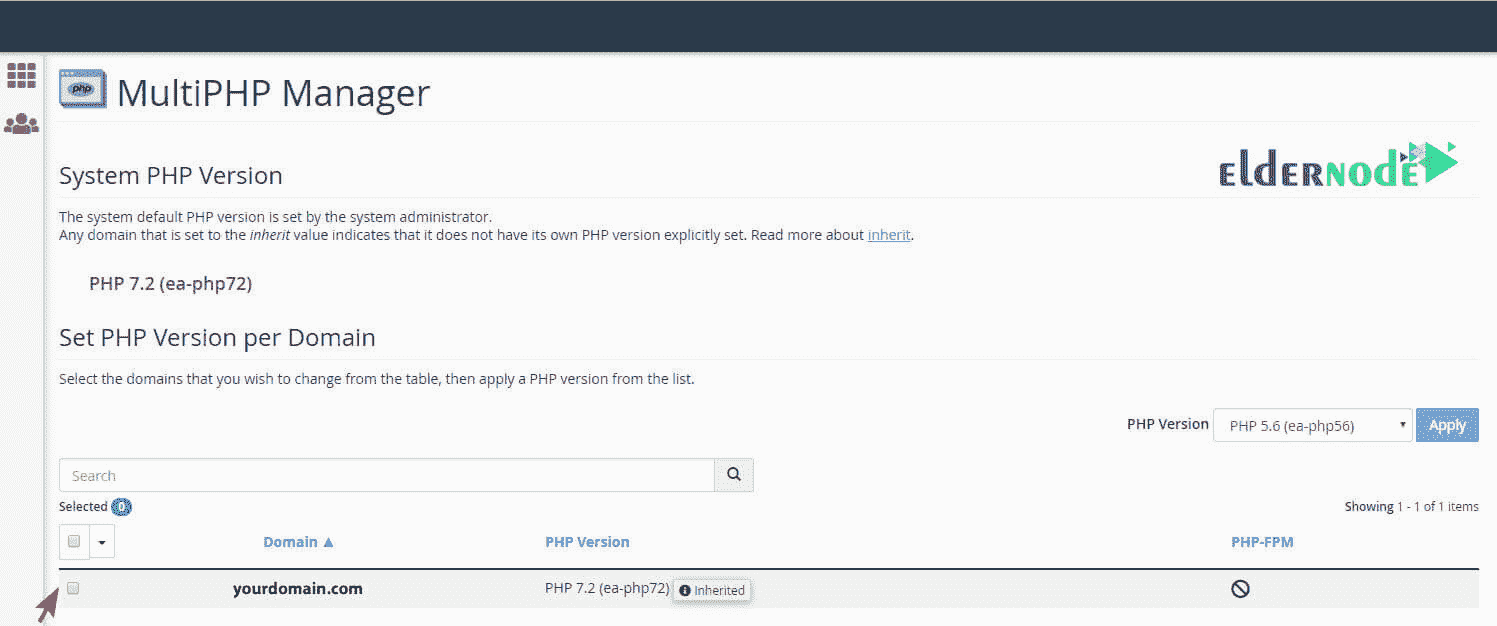 php
MultiPHP Manager
ELDERNODE
System PHP Version
The system default PHP version is set by the system administrator.
Any domain that is set to the inherit value indicates that it does not have its own PHP version explicitly set. Read more about inherit.
PHP 7.2 (ea-php72)
Set PHP Version per Domain
Select the domains that you wish to change from the table, then apply a PHP version from the list.
PHP Version PHP 5.6 (ea-php56) Apply
Search
Selected 0 Showing 1 - 1 of 1 items
Domain PHP Version PHP-FPM
yourdomain.com PHP 7.2 (ea-php72) Inherited